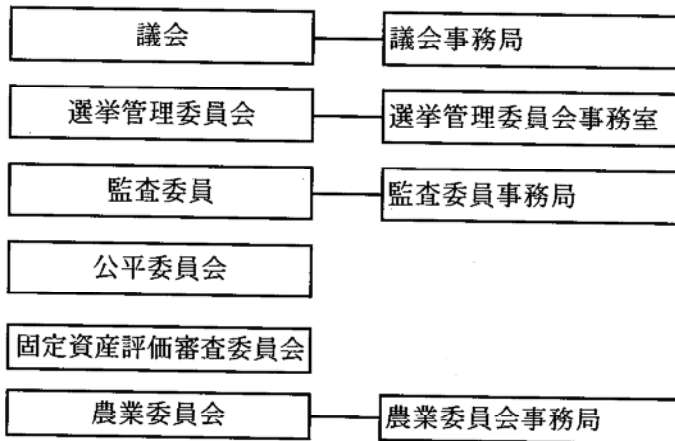 議会
議会事務局
選挙管理委員会
選挙管理委員会事務室
監査委員
監査委員事務局
公平委員会
固定資産評価審査委員会
農業委員会
農業委員会事務局